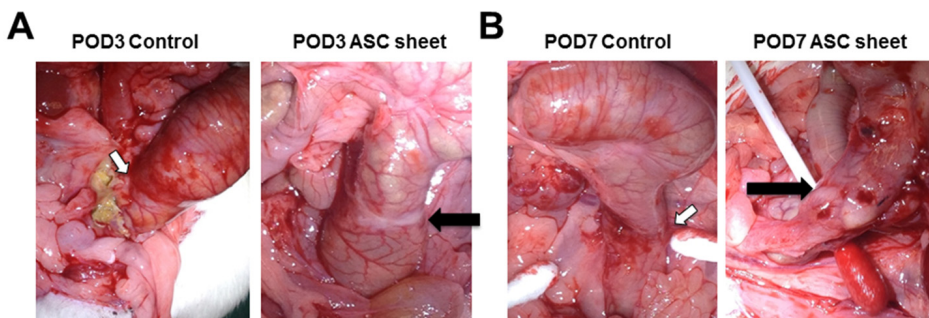 A
POD3 Control
POD3 ASC sheet
B
POD7 Control
POD7 ASC sheet